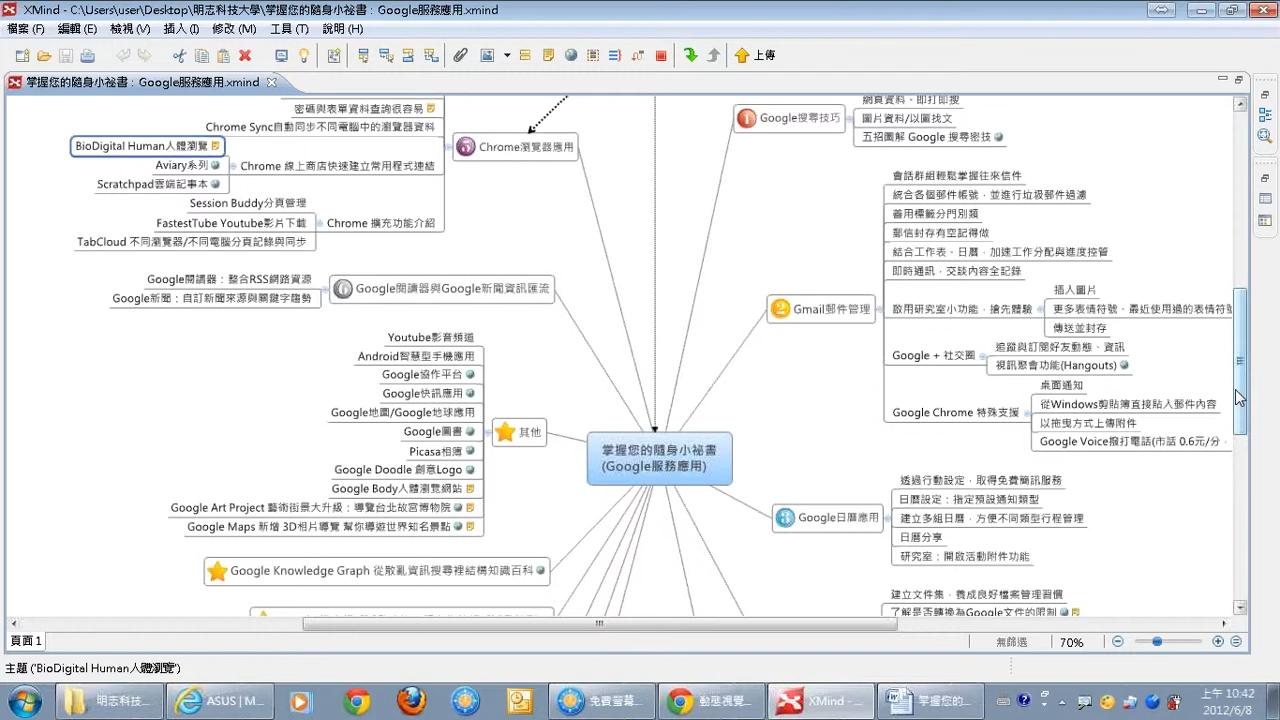 XMind - C:\Users\user\Desktop\明志科技大學\掌握您的隨身小祕書：Google服務應用.xmind
檔案 (F) 編輯 (E) 檢視 (V) 插入 (I) 修改 (M) 工具 (T) 說明 (H)
上傳
掌握您的隨身小祕書：Google服務應用.xmind
密碼與表單資料查詢很容易
Chrome Sync自動同步不同電腦中的瀏覽器資料
BioDigital Human人體瀏覽
Aviary系列
Scratchpad雲端記事本
Chrome 線上商店快速建立常用程式連結
Session Buddy分頁管理
FastestTube Youtube影片下載
TabCloud 不同瀏覽器/不同電腦分頁記錄與同步
Chrome 擴充功能介紹
5 Chrome瀏覽器應用
Google閱讀器：整合RSS網路資源
Google新聞：自訂新聞來源與關鍵字趨勢
6 Google閱讀器與Google新聞資訊匯流
Youtube影音頻道
Android智慧型手機應用
Google協作平台
Google快訊應用
Google地圖/Google地球應用
Google圖書
Picasa相簿
Google Doodle 創意Logo
Google Body人體瀏覽網站
Google Art Project 藝術街景大升級：導覽台北故宮博物院
Google Maps 新增 3D相片導覽 幫你導遊世界知名景點
其他
Google Knowledge Graph 從散亂資訊搜尋裡結構知識百科
掌握您的隨身小祕書
(Google服務應用)
1 Google搜尋技巧
網頁資料、即打即搜
圖片資料/以圖找文
五招圖解 Google 搜尋密技
2 Gmail郵件管理
會話群組輕鬆掌握往來信件
統合各個郵件帳號，並進行垃圾郵件過濾
善用標籤分門別類
郵信封存有空記得做
結合工作表、日曆，加速工作分配與進度控管
即時通訊，交談內容全記錄
啟用研究室小功能，搶先體驗
插入圖片
更多表情符號、最近使用過的表情符號
傳送並封存
Google + 社交圈
追蹤與訂閱好友動態、資訊
視訊聚會功能(Hangouts)
Google Chrome 特殊支援
桌面通知
從Windows剪貼簿直接貼入郵件內容
以拖曳方式上傳附件
Google Voice撥打電話(市話 0.6元/分，
3 Google日曆應用
透過行動設定，取得免費簡訊服務
日曆設定：指定預設通知類型
建立多組日曆，方便不同類型行程管理
日曆分享
研究室：開啟活動附件功能
建立文件集，養成良好檔案管理習慣
了解是否轉換為Google文件的限制
頁面 1
無篩選 70%
主題 ('BioDigital Human人體瀏覽')
明志科技... ASUS | M... 免費螢幕... 動態視覺... XMind - ... 掌握您的...
上午 10:42
2012/6/8